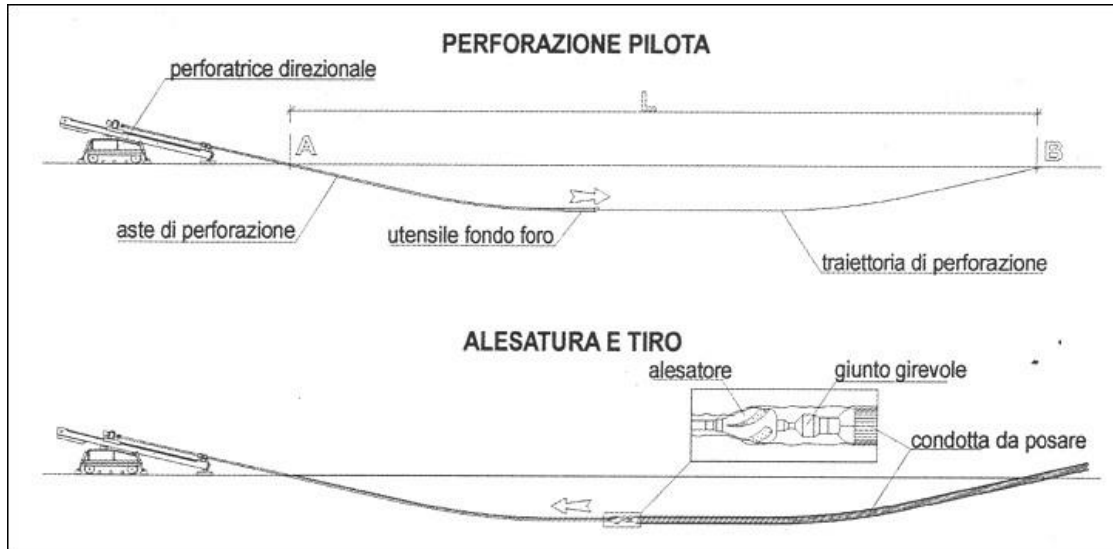 PERFORAZIONE PILOTA
perforatrice direzionale
L
A
B
aste di perforazione
utensile fondo foro
traiettoria di perforazione
ALESATURA E TIRO
alesatore
giunto girevole
condotta da posare